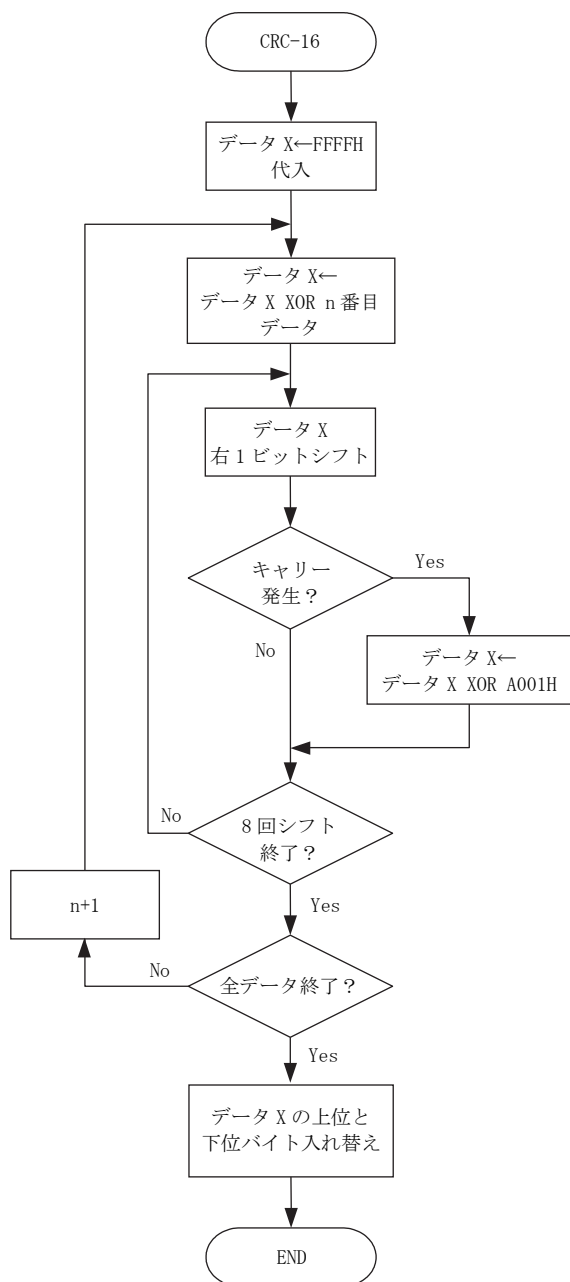 CRC-16
データ X←FFFFH
代入
データ X←
データ X XOR n 番目
データ
データ X
右 1 ビットシフト
キャリー
発生？
Yes
No
データ X←
データ X XOR A001H
No
8 回シフト
終了？
Yes
n+1
No
全データ終了？
Yes
データ X の上位と
下位バイト入れ替え
END